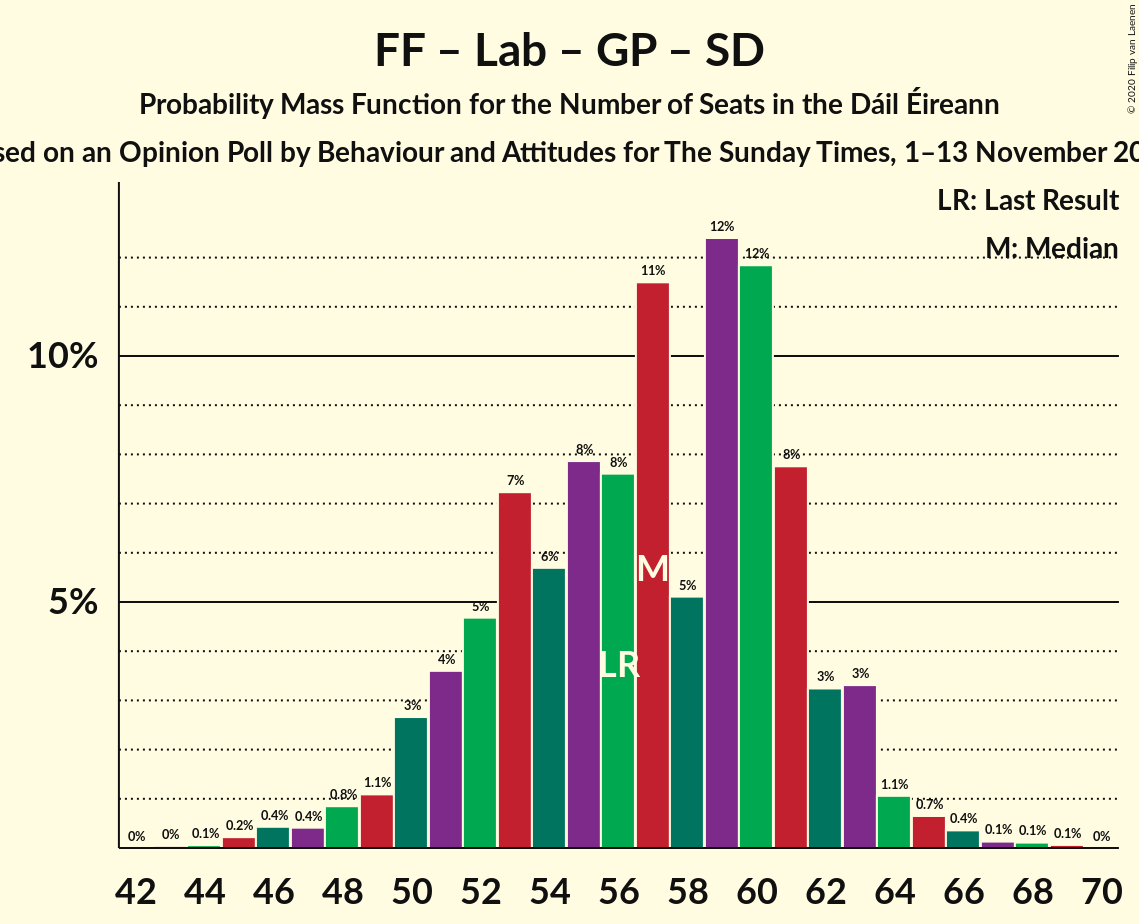 FF – Lab – GP – SD
Probability Mass Function for the Number of Seats in the Dáil Éireann
sed on an Opinion Poll by Behaviour and Attitudes for The Sunday Times, 1–13 November 20
© 2020 Filip van Laenen
LR: Last Result
M: Median
10%
5%
0% 0% 0.1% 0.2% 0.4% 0.4% 0.8% 1.1% 3% 4% 5% 7% 6% 8% 8% 11% 5% 12% 12% 8% 3% 3% 1.1% 0.7% 0.4% 0.1% 0.1% 0.1% 0%
M
LR
42 44 46 48 50 52 54 56 58 60 62 64 66 68 70